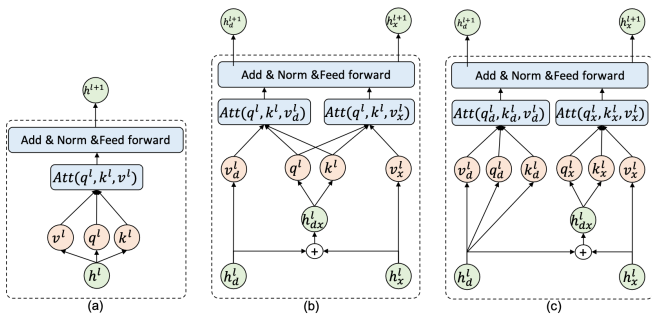 h^{l+1}
Add & Norm &Feed forward
Att(q^l, k^l, v^l)
v^l q^l k^l
h^l
(a)
h_d^{l+1} h_x^{l+1}
Add & Norm &Feed forward
Att(q^l, k^l, v_d^l) Att(q^l, k^l, v_x^l)
v_d^l q^l k^l v_x^l
h_{dx}^l
+
h_d^l h_x^l
(b)
h_d^{l+1} h_x^{l+1}
Add & Norm &Feed forward
Att(q_d^l, k_d^l, v_d^l) Att(q_x^l, k_x^l, v_x^l)
v_d^l q_d^l k_d^l q_x^l k_x^l v_x^l
h_{dx}^l
+
h_d^l h_x^l
(c)